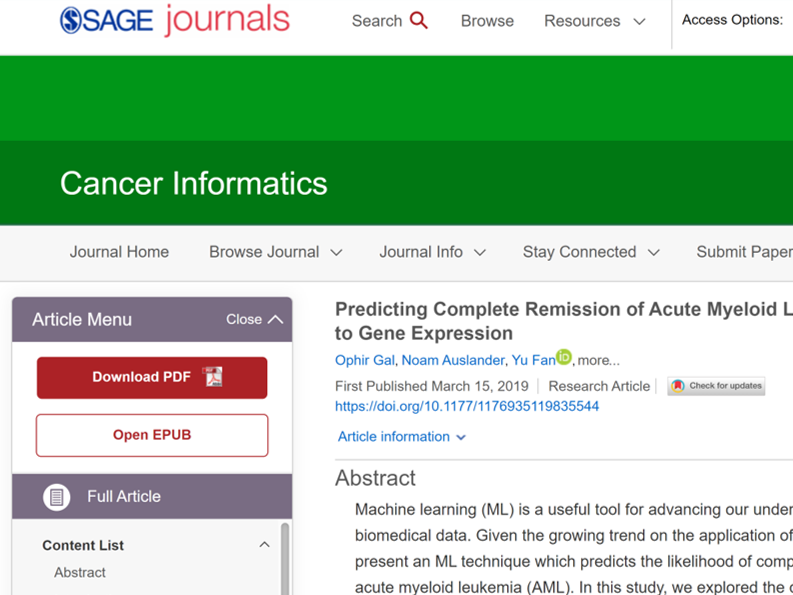 SAGE journals
Search Browse Resources Access Options:
Cancer Informatics
Journal Home Browse Journal Journal Info Stay Connected Submit Paper
Article Menu Close
Download PDF
Open EPUB
Full Article
Content List
Abstract
Predicting Complete Remission of Acute Myeloid L
to Gene Expression
Ophir Gal, Noam Auslander, Yu Fan iD, more...
First Published March 15, 2019 Research Article Check for updates
https://doi.org/10.1177/1176935119835544
Article information
Abstract
Machine learning (ML) is a useful tool for advancing our under
biomedical data. Given the growing trend on the application of
present an ML technique which predicts the likelihood of comp
acute myeloid leukemia (AML). In this study, we explored the